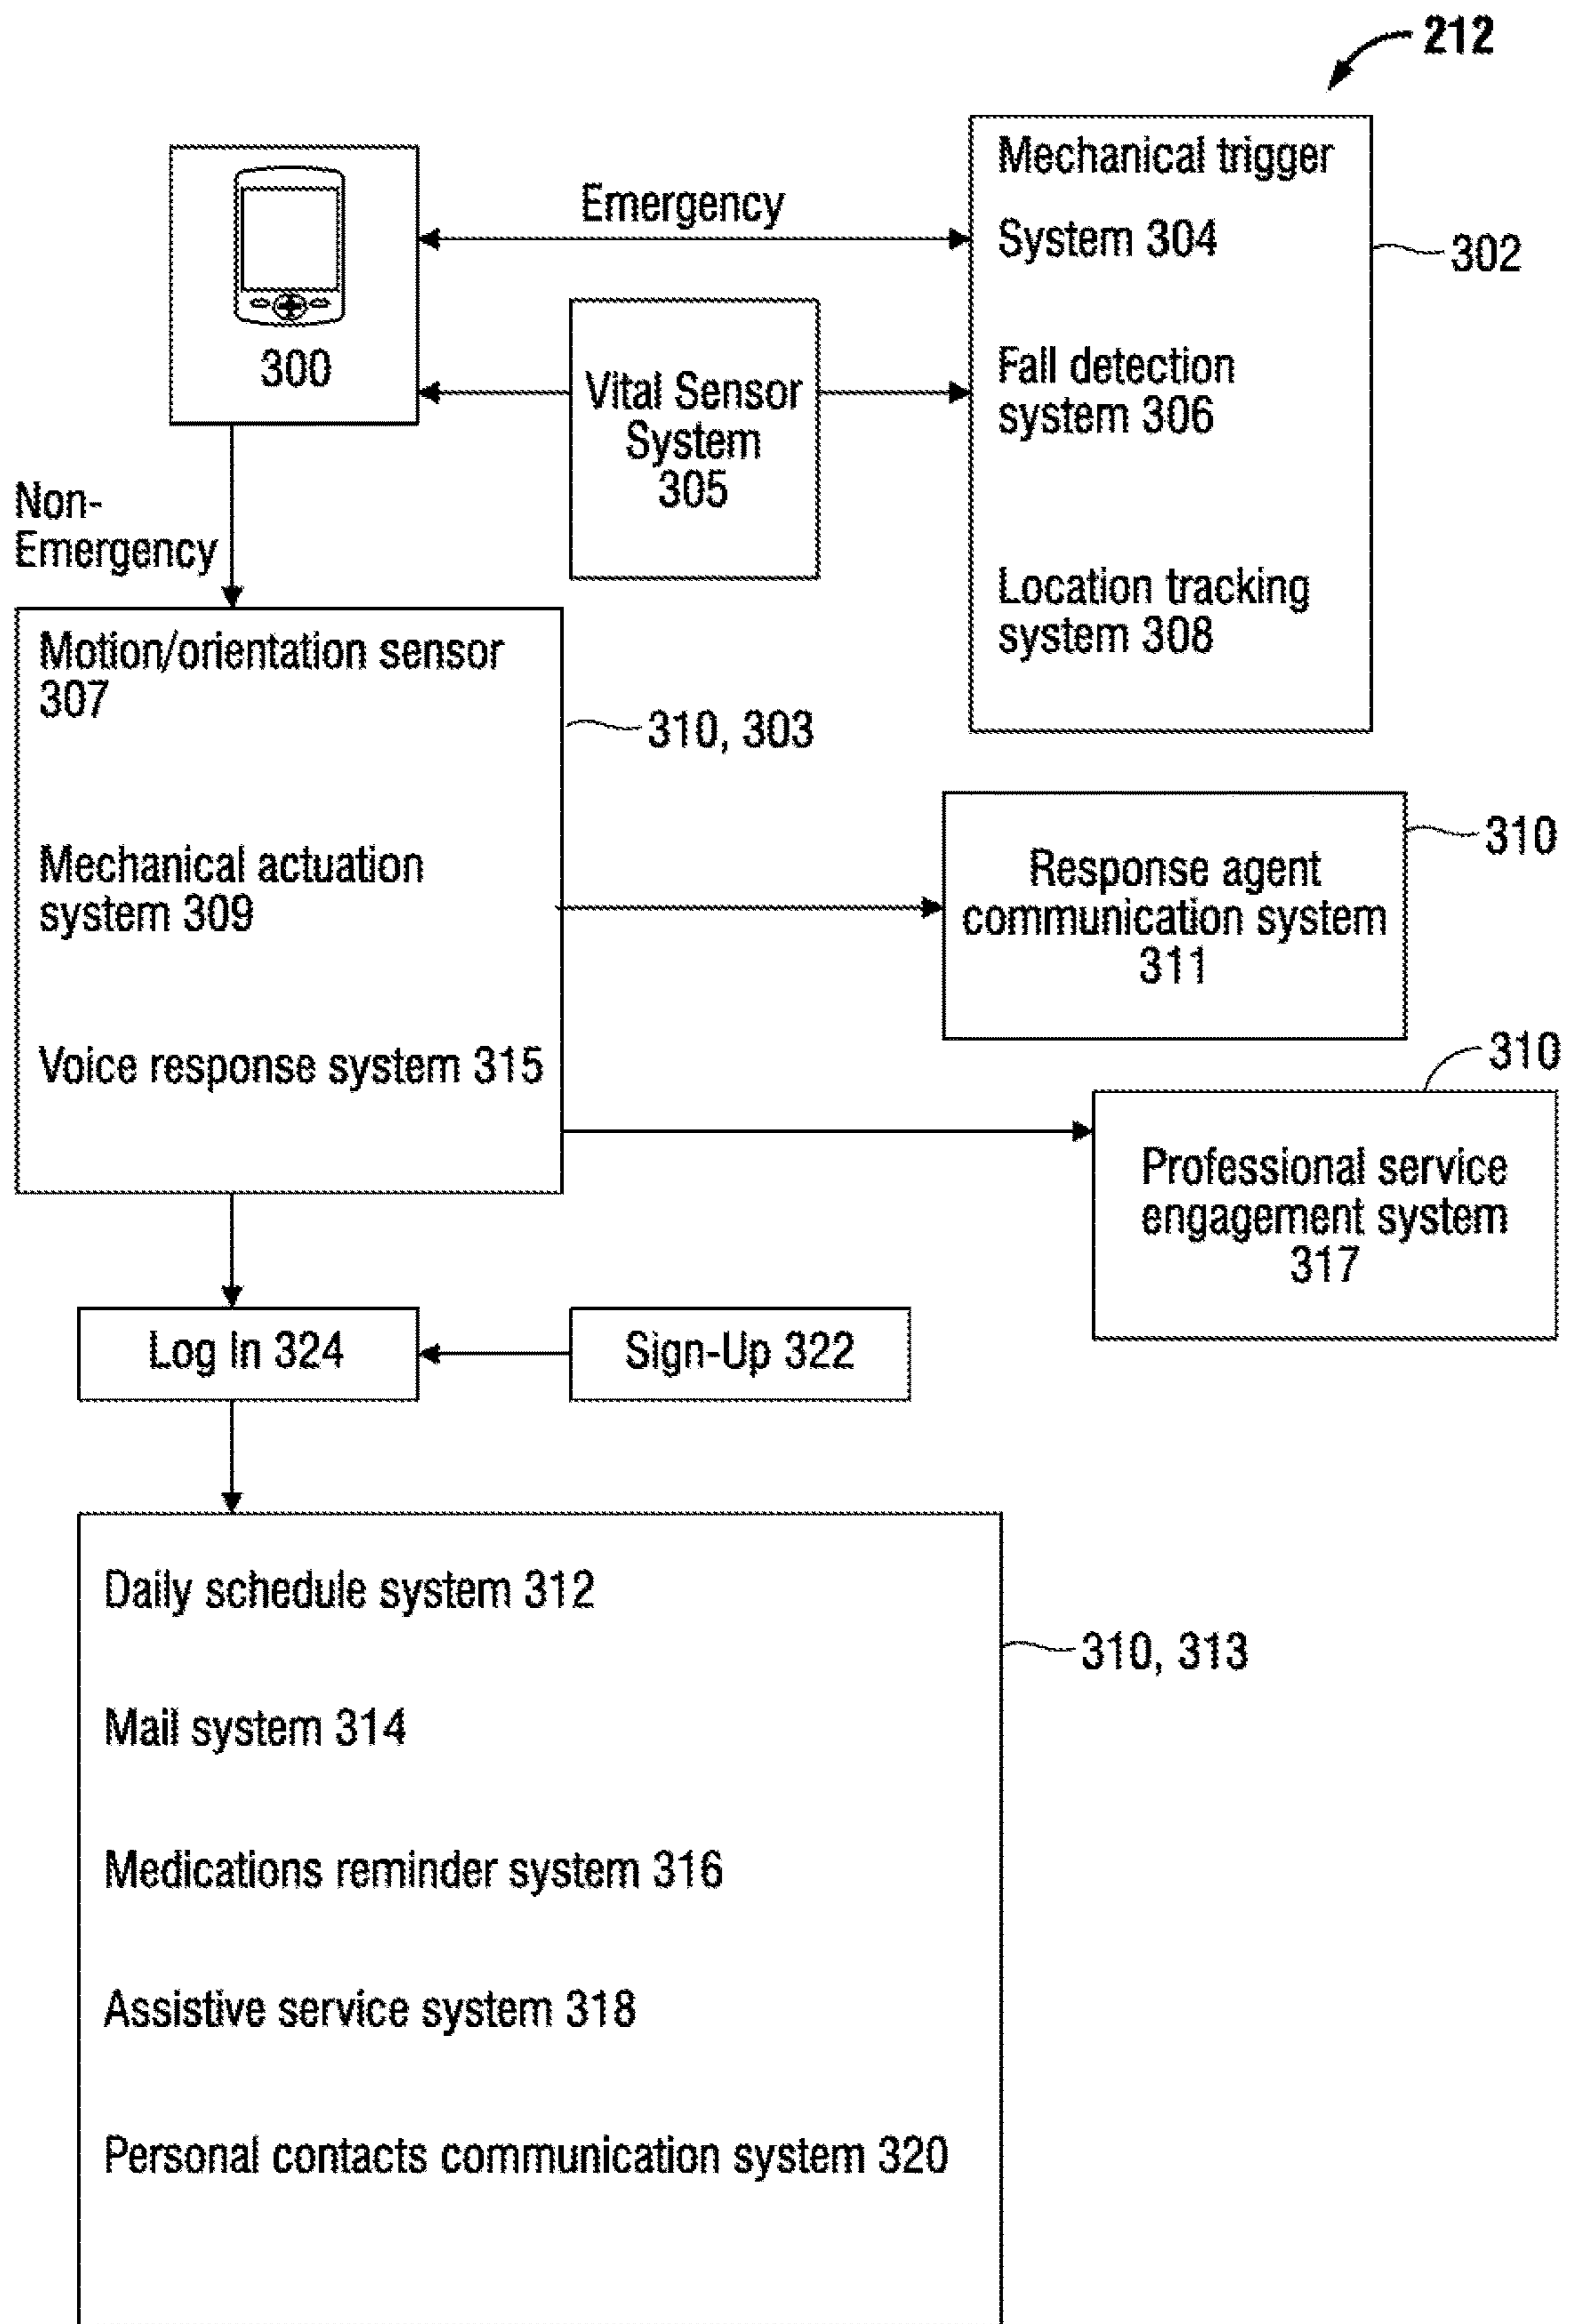 212
Mechanical trigger
System 304
Fall detection
system 306
Location tracking
system 308
302
Emergency
300
Vital Sensor
System
305
Non-
Emergency
Motion/orientation sensor
307
Mechanical actuation
system 309
Voice response system 315
310, 303
Response agent
communication system
311
310
310
Professional service
engagement system
317
Log In 324
Sign-Up 322
Daily schedule system 312
Mail system 314
Medications reminder system 316
Assistive service system 318
Personal contacts communication system 320
310, 313